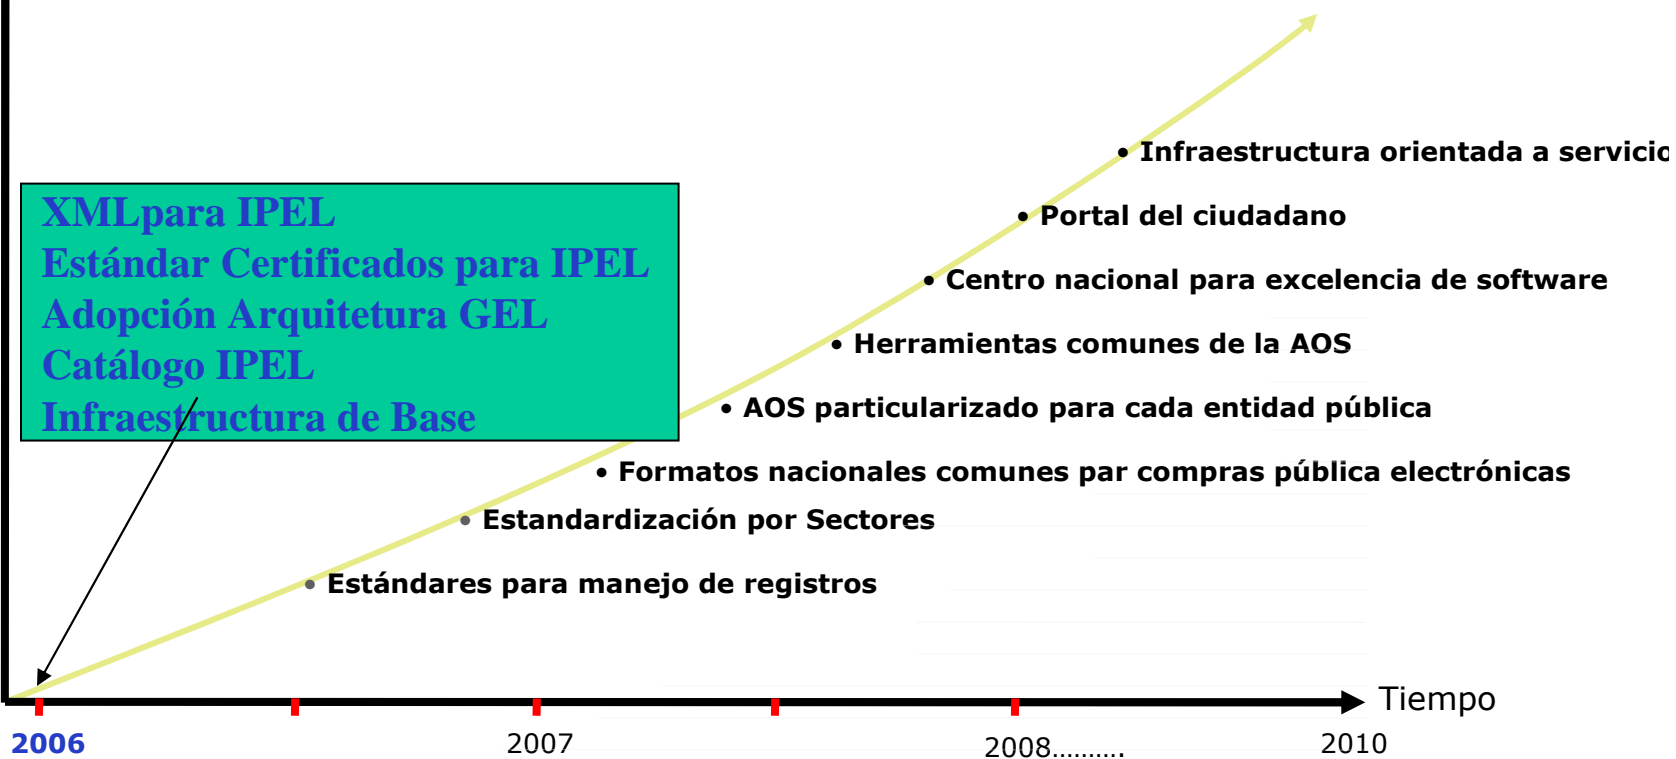 • Infraestructura orientada a servicio
XMLpara IPEL
Estándar Certificados para IPEL
Adopción Arquitetura GEL
Catálogo IPEL
Infraestructura de Base
• Portal del ciudadano
• Centro nacional para excelencia de software
• Herramientas comunes de la AOS
• AOS particularizado para cada entidad pública
• Formatos nacionales comunes par compras pública electrónicas
• Estandardización por Sectores
• Estándares para manejo de registros
Tiempo
2006 2007 2008.......... 2010